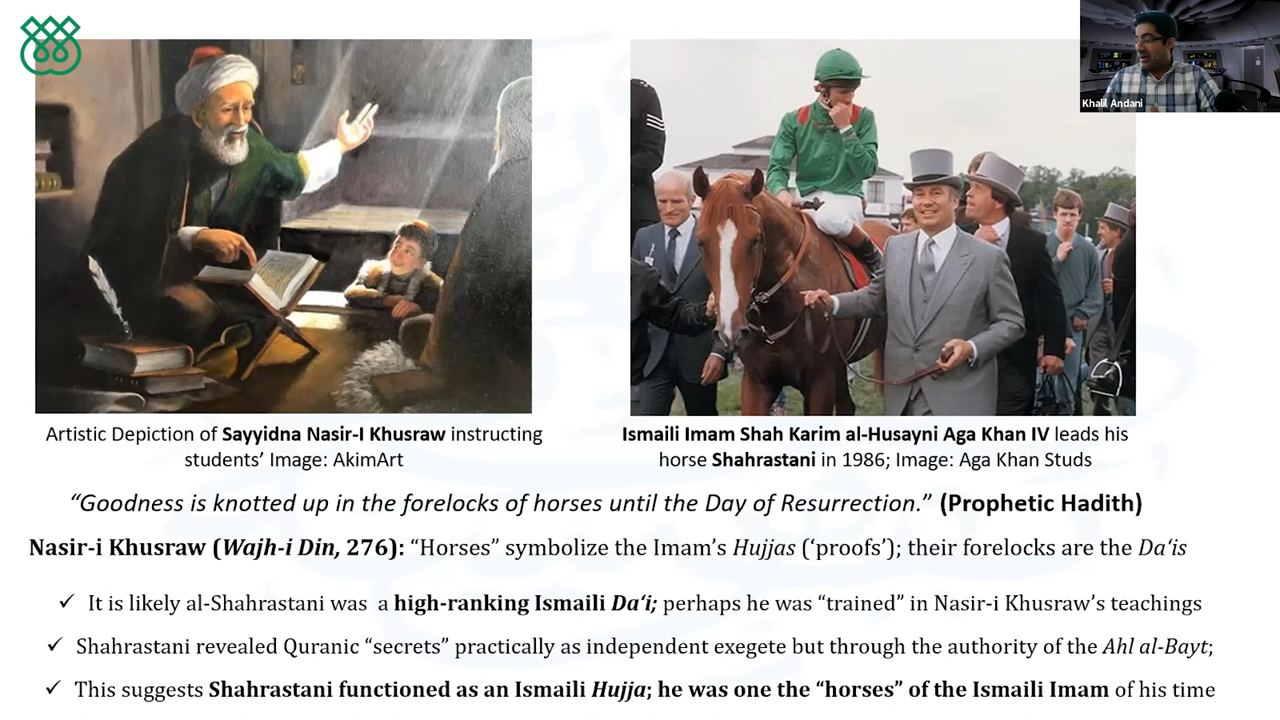 Khalil Andani
Artistic Depiction of Sayyidna Nasir-I Khusraw instructing
students’ Image: AkimArt
Ismaili Imam Shah Karim al-Husayni Aga Khan IV leads his
horse Shahrastani in 1986; Image: Aga Khan Studs
“Goodness is knotted up in the forelocks of horses until the Day of Resurrection.” (Prophetic Hadith)
Nasir-i Khusraw (Wajh-i Din, 276): “Horses” symbolize the Imam’s Hujjas (‘proofs’); their forelocks are the Da‘is
✓ It is likely al-Shahrastani was a high-ranking Ismaili Da‘i; perhaps he was “trained” in Nasir-i Khusraw’s teachings
✓ Shahrastani revealed Quranic “secrets” practically as independent exegete but through the authority of the Ahl al-Bayt;
✓ This suggests Shahrastani functioned as an Ismaili Hujja; he was one the “horses” of the Ismaili Imam of his time